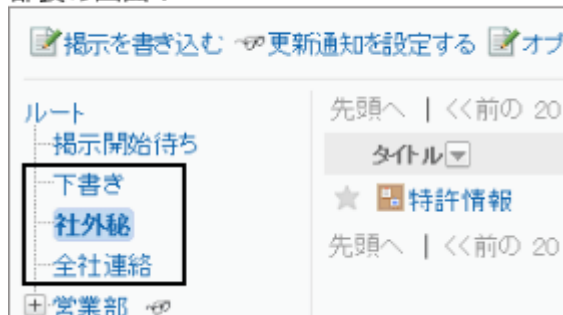 掲示を書き込む 更新通知を設定する オプ
ルート
掲示開始待ち
下書き
社外秘
全社連絡
営業部
先頭へ | <<前の 20
タイトル
特許情報
先頭へ | <<前の 20